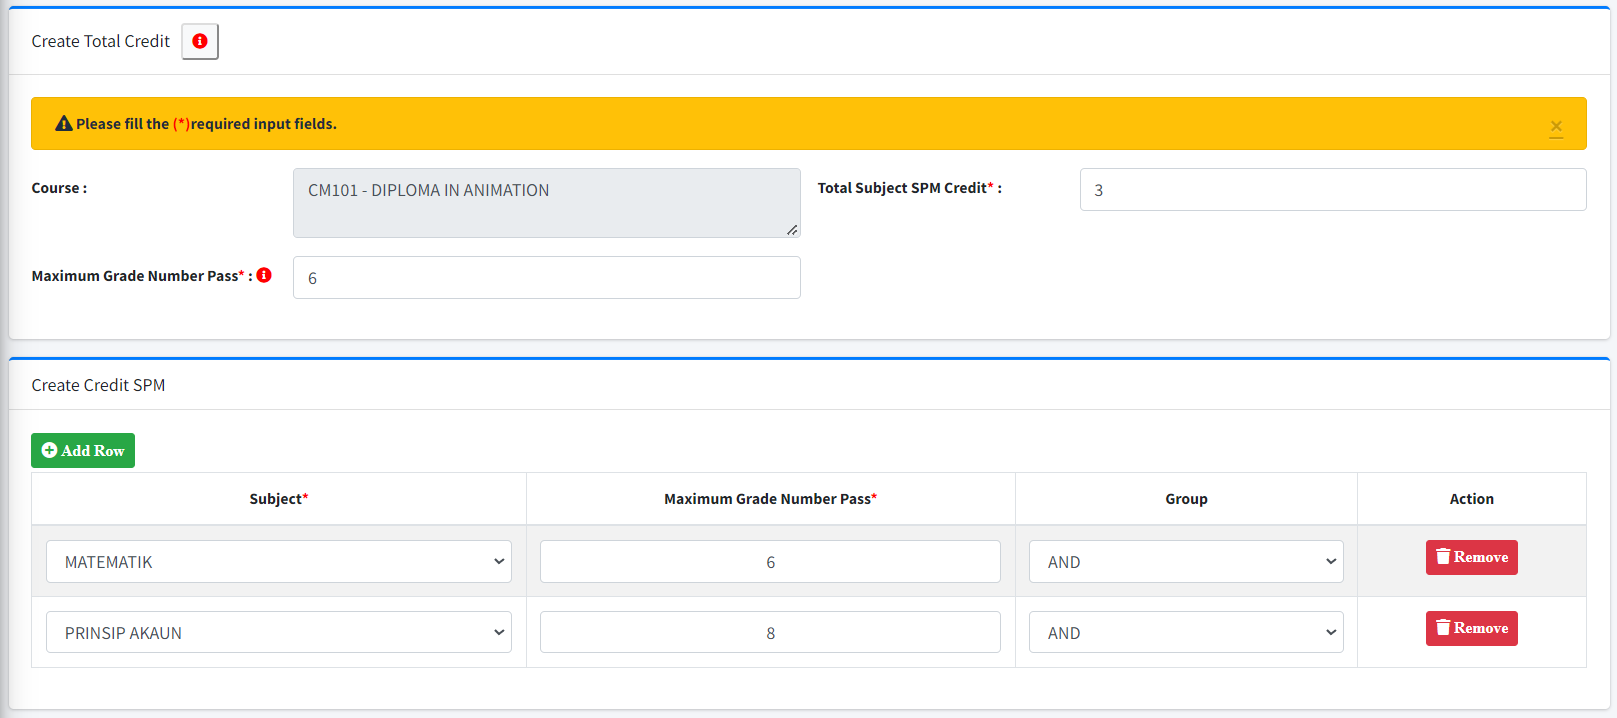 Create Total Credit
Please fill the (*)required input fields.
×
Course :
CM101 - DIPLOMA IN ANIMATION
Total Subject SPM Credit* :
3
Maximum Grade Number Pass* :
6
Create Credit SPM
Add Row
Subject* Maximum Grade Number Pass* Group Action
MATEMATIK 6 AND Remove
PRINSIP AKAUN 8 AND Remove